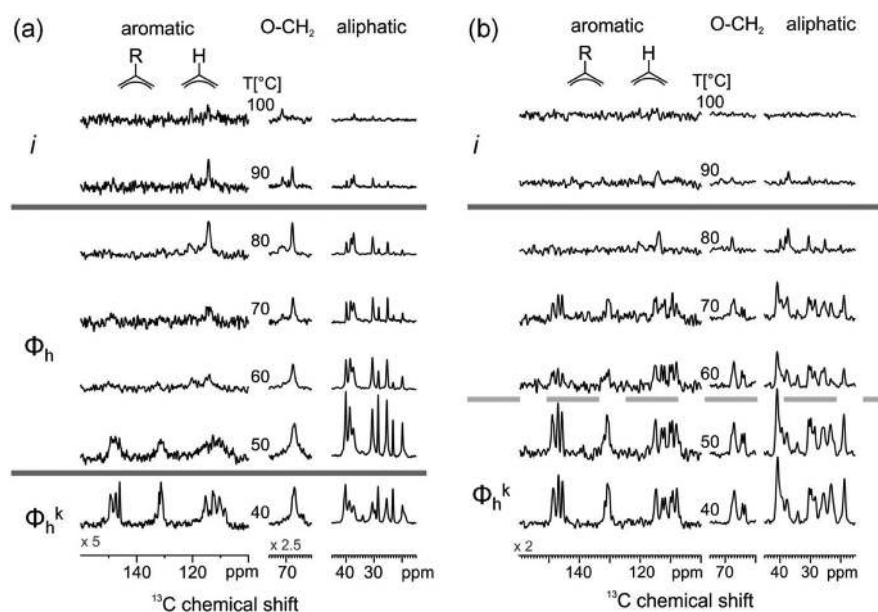 (a) aromatic O-CH₂ aliphatic
R H
T[°C]
100
i
90
80
70
Φₕ
60
50
Φₕᵏ
40
x 5 x 2.5
140 120 ppm 70 40 30 ppm
¹³C chemical shift
(b) aromatic O-CH₂ aliphatic
R H
T[°C]
100
i
90
80
70
60
50
Φₕᵏ
40
x 2
140 120 ppm 70 40 30 ppm
¹³C chemical shift